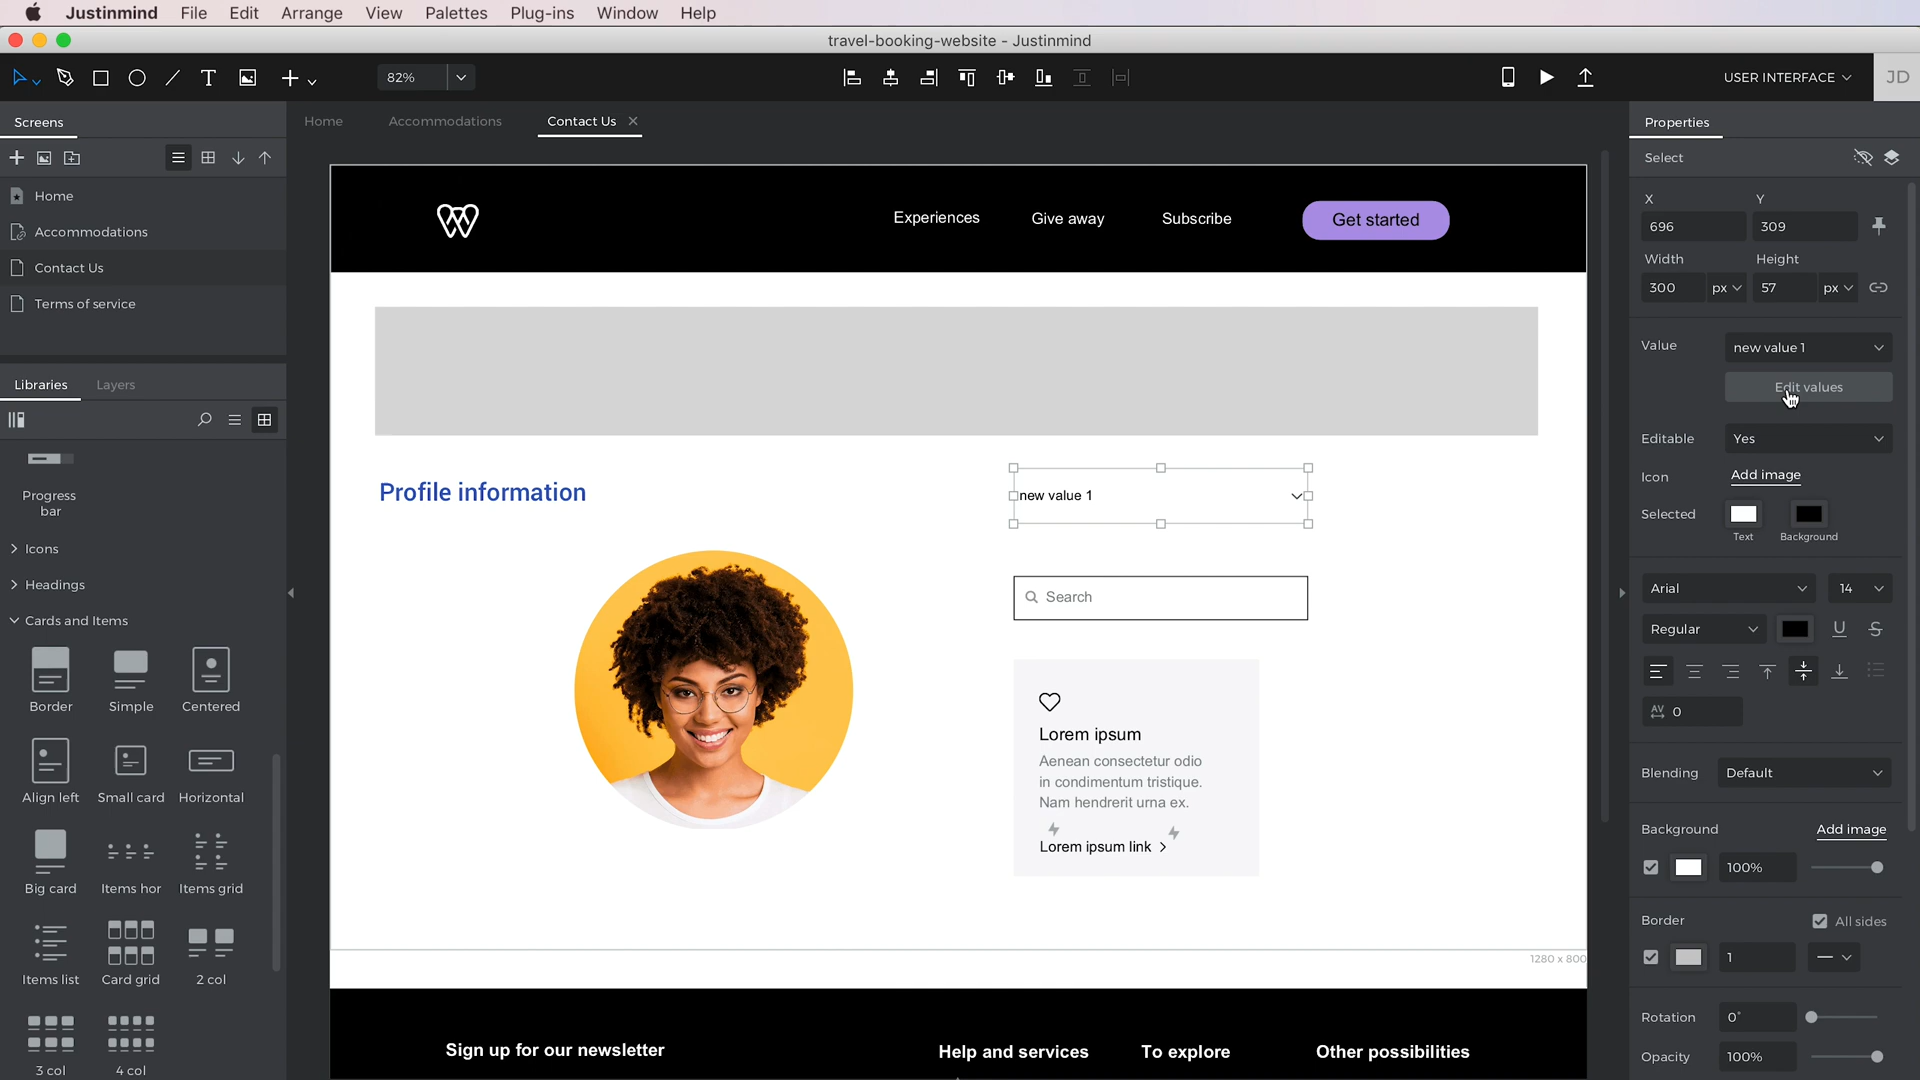 Justinmind File Edit Arrange View Palettes Plug-ins Window Help
travel-booking-website - Justinmind
82%
USER INTERFACE
JD
Screens
Home
Accommodations
Contact Us
Terms of service
Libraries Layers
Progress
bar
Icons
Headings
Cards and Items
Border Simple Centered
Align left Small card Horizontal
Big card Items hor Items grid
Items list Card grid 2 col
3 col 4 col
Home Accommodations Contact Us
Experiences Give away Subscribe Get started
Profile information
new value 1
Search
Lorem ipsum
Aenean consectetur odio
in condimentum tristique.
Nam hendrerit urna ex.
Lorem ipsum link
1280 x 800
Sign up for our newsletter
Help and services To explore Other possibilities
Properties
Select
X Y
696 309
Width Height
300 px 57 px
Value new value 1
Edit values
Editable Yes
Icon Add image
Selected
Text Background
Arial 14
Regular U S
AV 0
Blending Default
Background Add image
100%
Border All sides
1
Rotation 0°
Opacity 100%